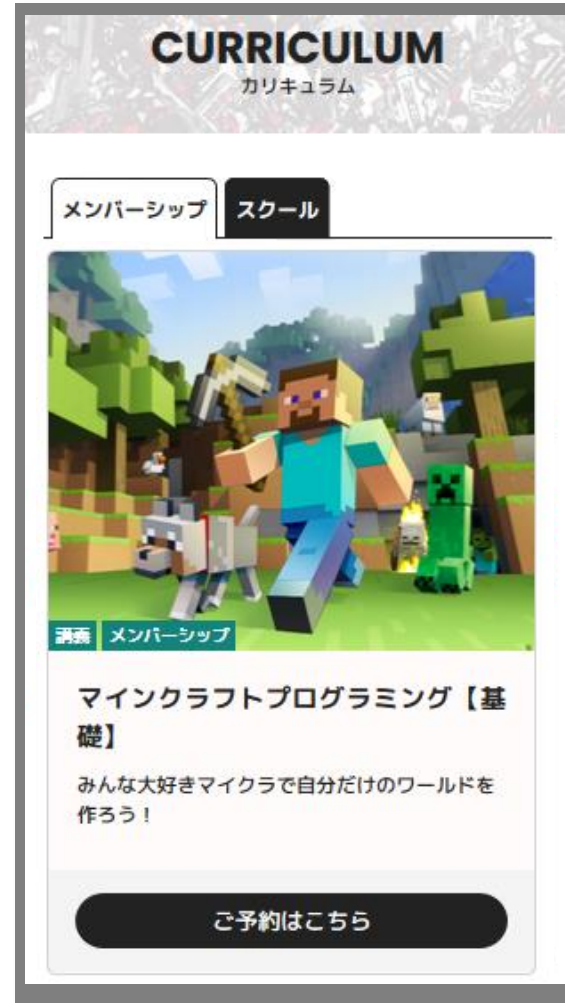 CURRICULUM
カリキュラム
メンバーシップ
スクール
講義
メンバーシップ
マインクラフトプログラミング【基
礎】
みんな大好きマイクラで自分だけのワールドを
作ろう！
ご予約はこちら